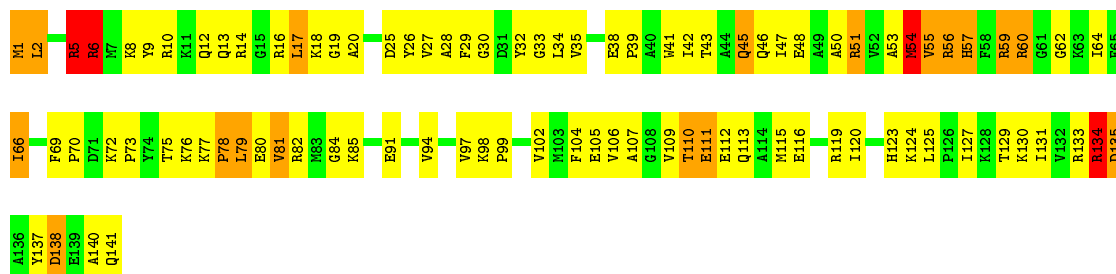 M1 L2 R5 R6 M7 K8 Y9 R10 K11 Q12 Q13 R14 G15 R16 L17 K18 G19 A20 D25 Y26 V27 A28 F29 G30 D31 Y32 G33 L34 V35 E38 P39 A40 W41 I42 T43 A44 Q45 Q46 I47 E48 A49 A50 R51 V52 A53 M54 V55 R56 H57 F58 R59 R60 G61 G62 K63 I64
I66 F69 P70 D71 K72 P73 Y74 T75 K76 K77 P78 L79 E80 V81 R82 M83 G84 K85 E91 V94 V97 K98 P99 V102 M103 F104 E105 V106 A107 G108 V109 T110 E111 E112 Q113 A114 M115 E116 R119 I120 H123 K124 L125 P126 I127 K128 T129 K130 I131 V132 R133 R134
A136 Y137 D138 E139 A140 Q141